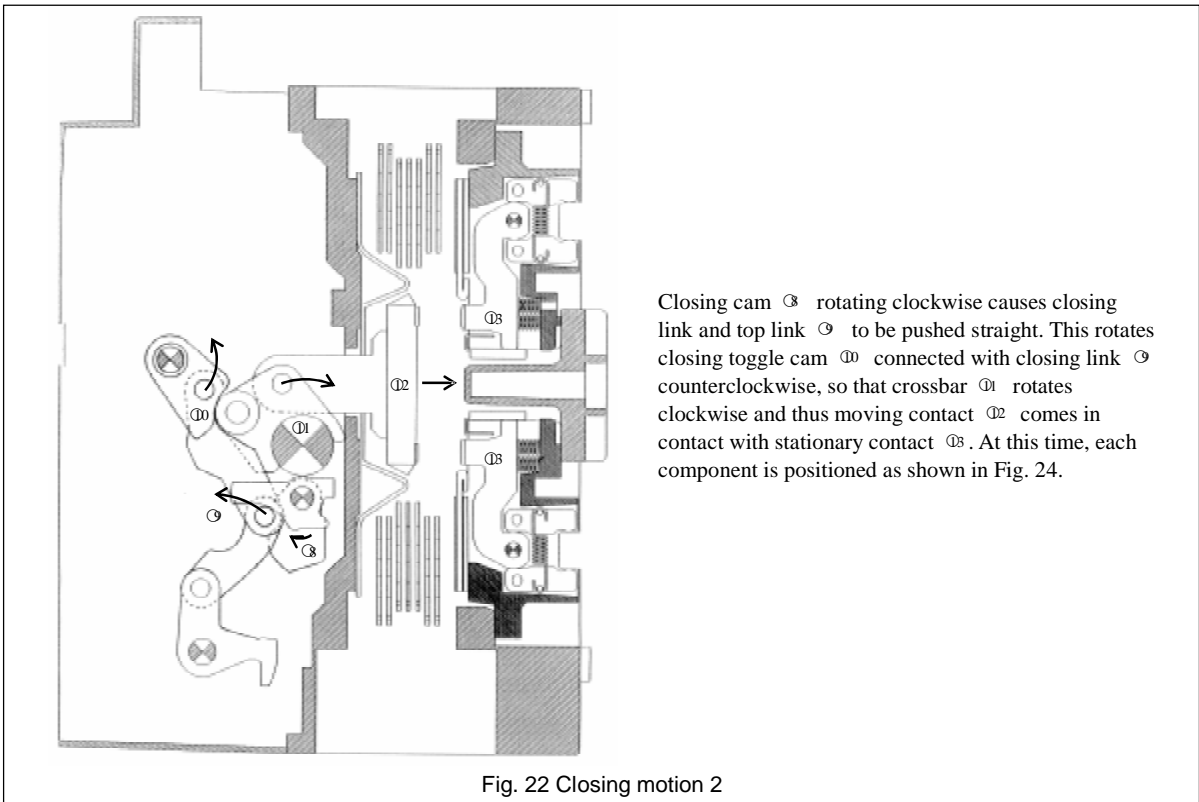 ⑩
⑪
⑫
⑬
⑬
⑨
⑧
Closing cam ⑧ rotating clockwise causes closing
link and top link ⑨ to be pushed straight. This rotates
closing toggle cam ⑩ connected with closing link ⑨
counterclockwise, so that crossbar ⑪ rotates
clockwise and thus moving contact ⑫ comes in
contact with stationary contact ⑬. At this time, each
component is positioned as shown in Fig. 24.
Fig. 22 Closing motion 2